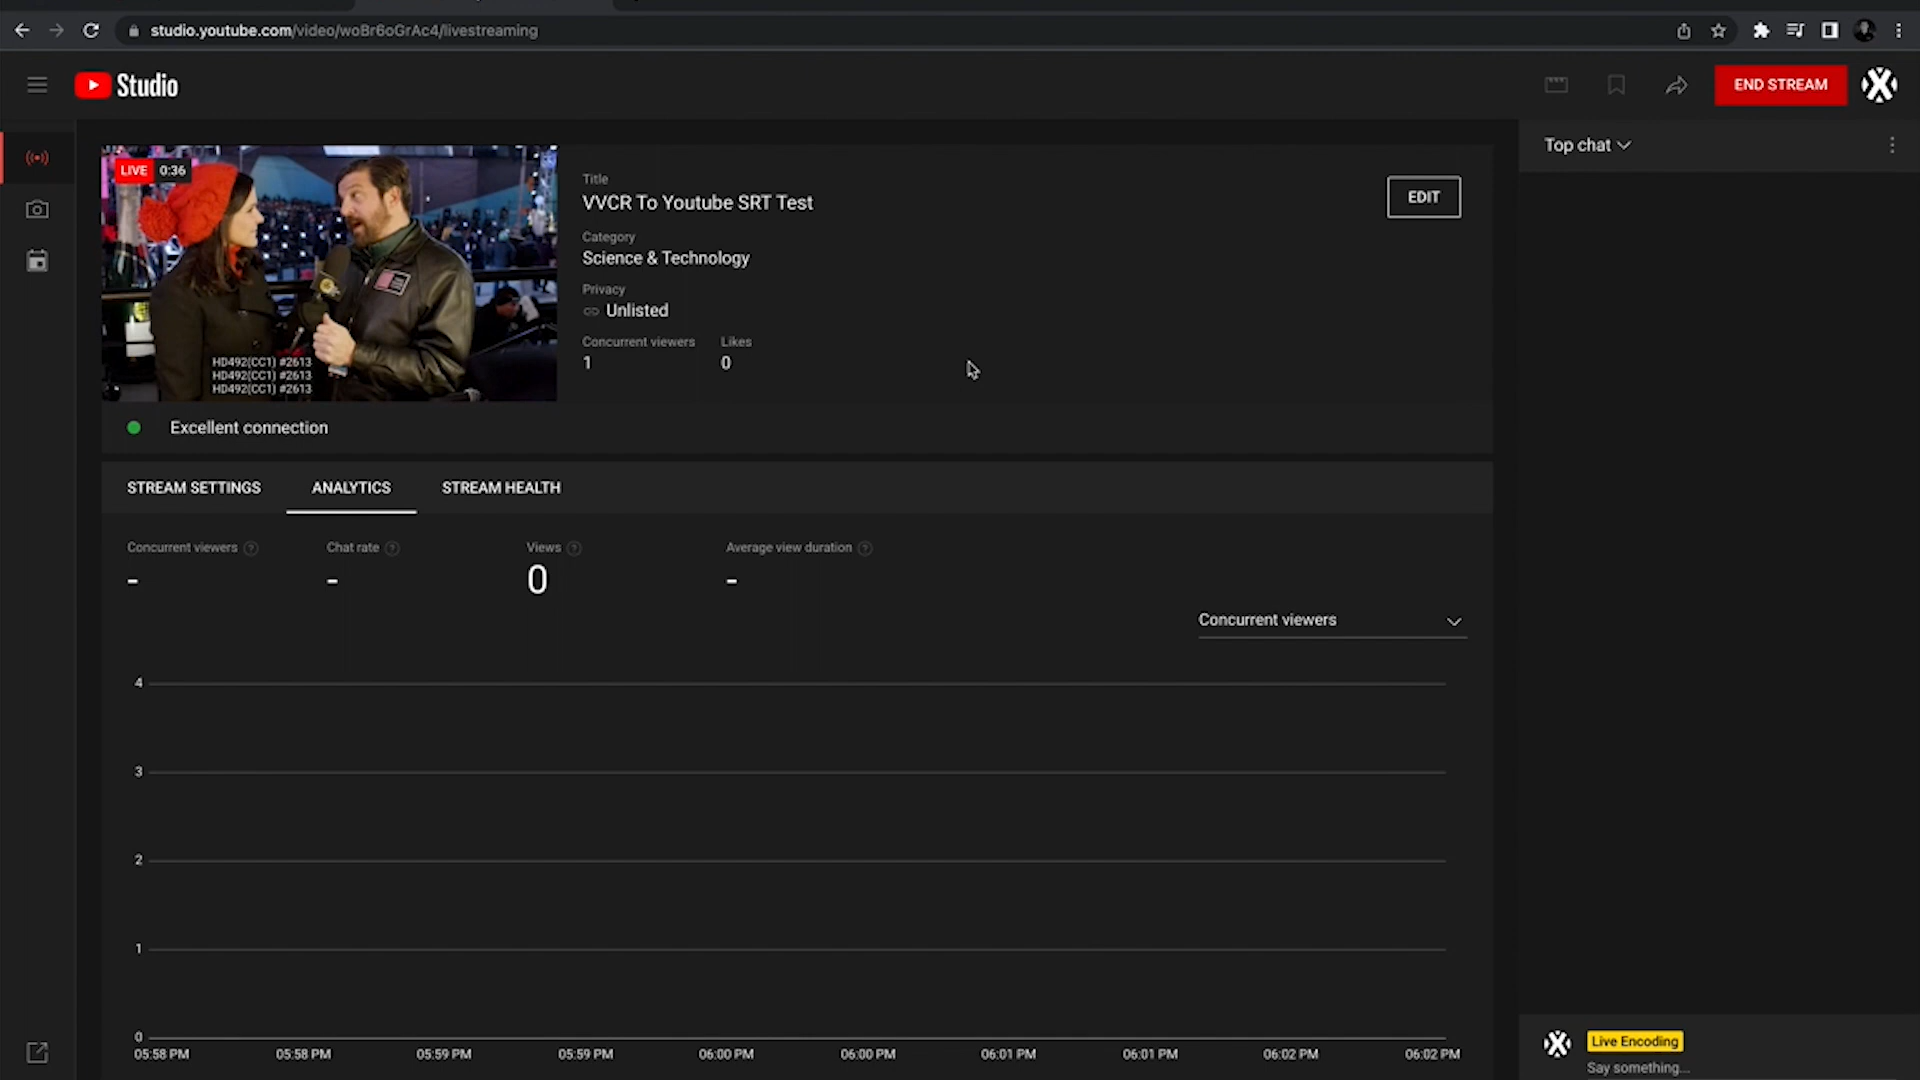 studio.youtube.com/video/woBr6oGrAc4/livestreaming
Studio
END STREAM
LIVE 0:36
HD492(CC1) #2613
HD492(CC1) #2613
HD492(CC1) #2613
Title
VVCR To Youtube SRT Test
Category
Science & Technology
Privacy
Unlisted
Concurrent viewers Likes
1 0
EDIT
Top chat
Excellent connection
STREAM SETTINGS ANALYTICS STREAM HEALTH
Concurrent viewers ? Chat rate ? Views ? Average view duration ?
- - 0 -
Concurrent viewers
4
3
2
1
0
05:58 PM 05:58 PM 05:59 PM 05:59 PM 06:00 PM 06:00 PM 06:01 PM 06:01 PM 06:02 PM 06:02 PM
Live Encoding
Say something...